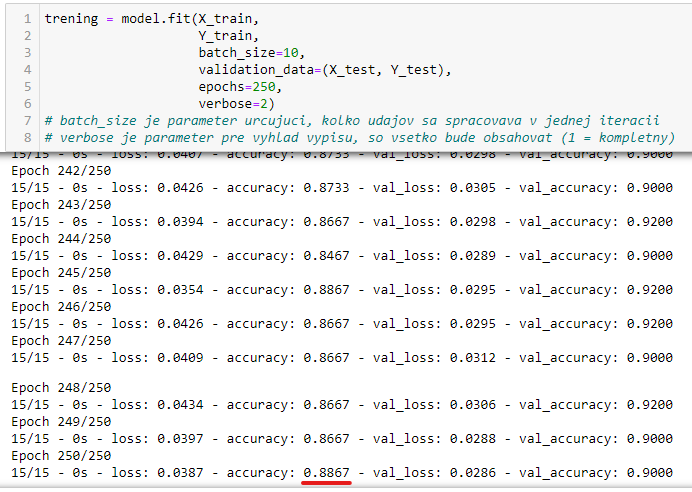 1 trening = model.fit(X_train,
2 Y_train,
3 batch_size=10,
4 validation_data=(X_test, Y_test),
5 epochs=250,
6 verbose=2)
7 # batch_size je parameter urcujuci, kolko udajov sa spracovava v jednej iteracii
8 # verbose je parameter pre vyhlad vypisu, so vsetko bude obsahovat (1 = kompletny)
15/15 - 0s - loss: 0.0407 - accuracy: 0.8733 - val_loss: 0.0298 - val_accuracy: 0.9000
Epoch 242/250
15/15 - 0s - loss: 0.0426 - accuracy: 0.8733 - val_loss: 0.0305 - val_accuracy: 0.9000
Epoch 243/250
15/15 - 0s - loss: 0.0394 - accuracy: 0.8667 - val_loss: 0.0298 - val_accuracy: 0.9200
Epoch 244/250
15/15 - 0s - loss: 0.0429 - accuracy: 0.8467 - val_loss: 0.0289 - val_accuracy: 0.9000
Epoch 245/250
15/15 - 0s - loss: 0.0354 - accuracy: 0.8867 - val_loss: 0.0295 - val_accuracy: 0.9200
Epoch 246/250
15/15 - 0s - loss: 0.0426 - accuracy: 0.8667 - val_loss: 0.0295 - val_accuracy: 0.9200
Epoch 247/250
15/15 - 0s - loss: 0.0409 - accuracy: 0.8667 - val_loss: 0.0312 - val_accuracy: 0.9000
Epoch 248/250
15/15 - 0s - loss: 0.0434 - accuracy: 0.8667 - val_loss: 0.0306 - val_accuracy: 0.9200
Epoch 249/250
15/15 - 0s - loss: 0.0397 - accuracy: 0.8667 - val_loss: 0.0288 - val_accuracy: 0.9000
Epoch 250/250
15/15 - 0s - loss: 0.0387 - accuracy: 0.8867 - val_loss: 0.0286 - val_accuracy: 0.9000